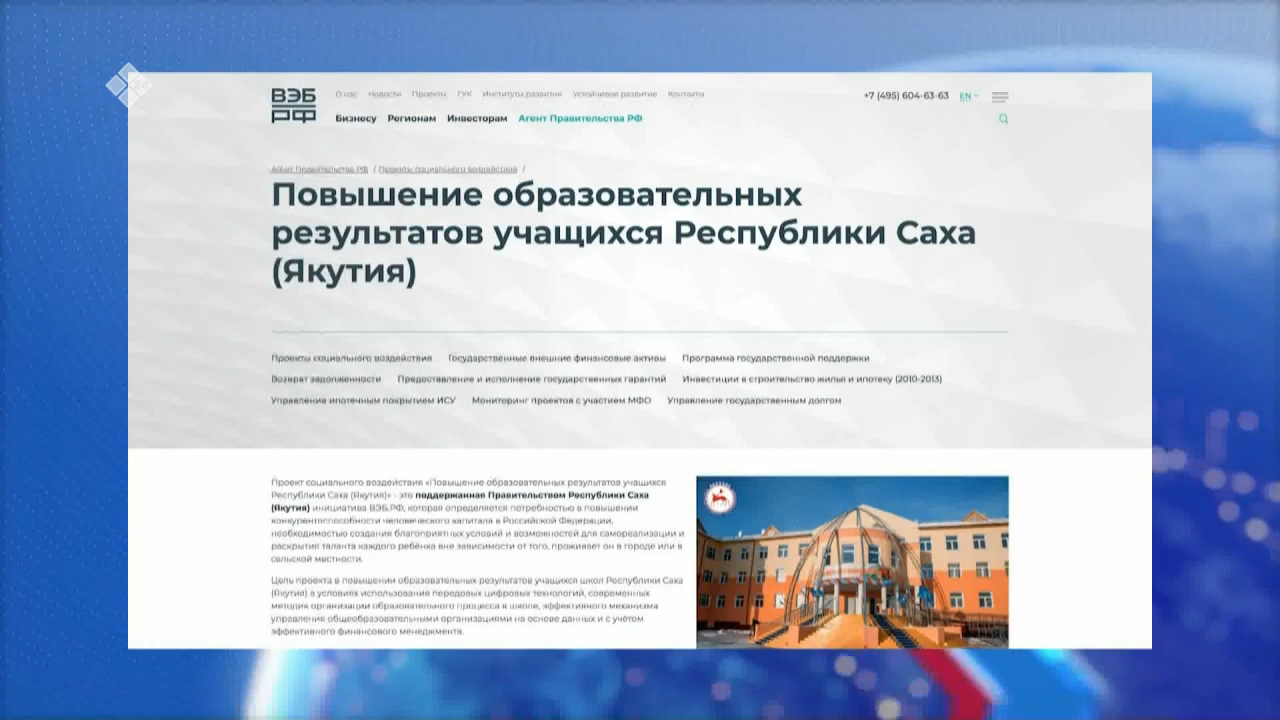 ВЭБ
РФ
О нас Новости Проекты ГЧК Институты развития Устойчивое развитие Контакты
+7 (495) 604-63-63 EN
Бизнесу Регионам Инвесторам Агент Правительства РФ
Агент Правительства РФ / Проекты социального воздействия /
Повышение образовательных
результатов учащихся Республики Саха
(Якутия)
Проекты социального воздействия Государственные внешние финансовые активы Программа государственной поддержки
Возврат задолженности Предоставление и исполнение государственных гарантий Инвестиции в строительство жилья и ипотеку (2010-2013)
Управление ипотечным покрытием ИСУ Мониторинг проектов с участием МФО Управление государственным долгом
Проект социального воздействия «Повышение образовательных результатов учащихся
Республики Саха (Якутия)» - это поддержанная Правительством Республики Саха
(Якутия) инициатива ВЭБ.РФ, которая определяется потребностью в повышении
конкурентоспособности человеческого капитала в Российской Федерации,
необходимостью создания благоприятных условий и возможностей для самореализации и
раскрытия таланта каждого ребёнка вне зависимости от того, проживает он в городе или в
сельской местности.
Цель проекта в повышении образовательных результатов учащихся школ Республики Саха
(Якутия) в условиях использования передовых цифровых технологий, современных
методик организации образовательного процесса в школе, эффективного механизма
управления общеобразовательными организациями на основе данных и с учётом
эффективного финансового менеджмента.